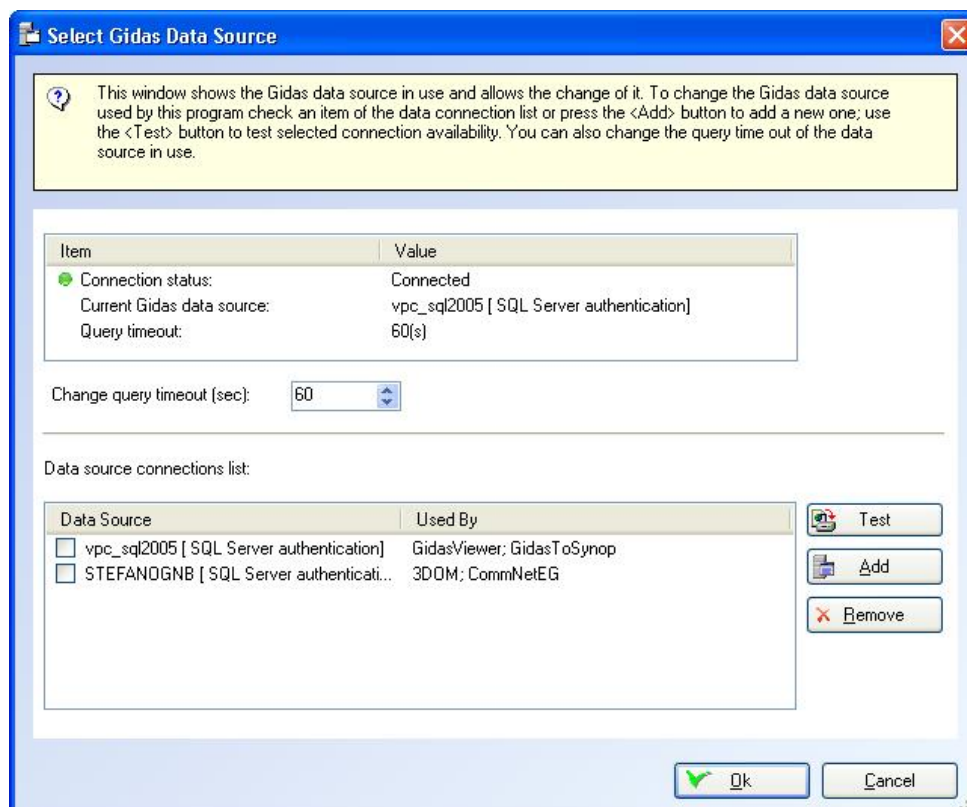 Select Gidas Data Source
This window shows the Gidas data source in use and allows the change of it. To change the Gidas data source
used by this program check an item of the data connection list or press the <Add> button to add a new one; use
the <Test> button to test selected connection availability. You can also change the query time out of the data
source in use.
Item Value
Connection status: Connected
Current Gidas data source: vpc_sql2005 [ SQL Server authentication]
Query timeout: 60(s)
Change query timeout (sec): 60
Data source connections list:
Data Source Used By
vpc_sql2005 [ SQL Server authentication] GidasViewer; GidasToSynop
STEFANOGNB [ SQL Server authenticati... 3DOM; CommNetEG
Test
Add
Remove
Ok Cancel